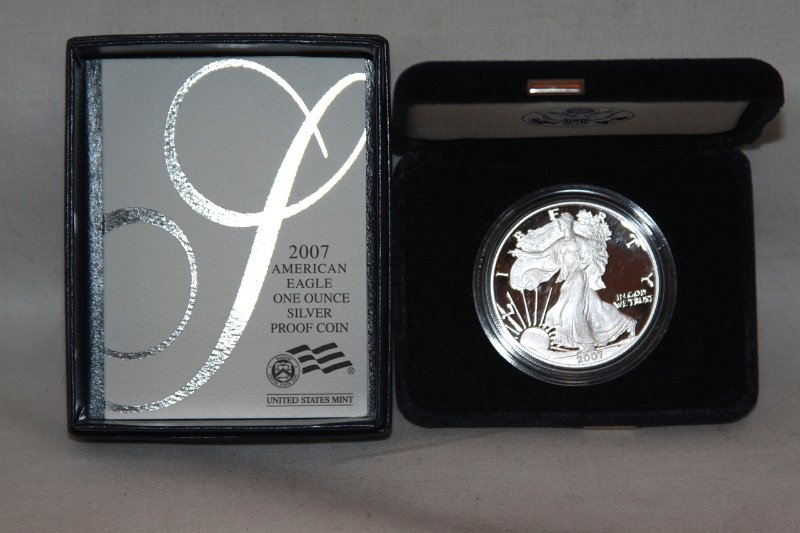 2007
AMERICAN
EAGLE
ONE OUNCE
SILVER
PROOF COIN
®
UNITED STATES MINT
LIBERTY
IN GOD
WE TRUST
2007